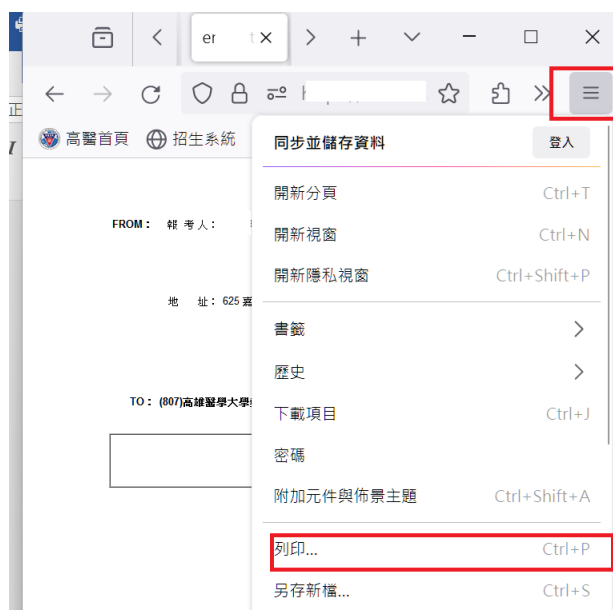 正
er
高醫首頁 招生系統
同步並儲存資料 登入
開新分頁 Ctrl+T
開新視窗 Ctrl+N
開新隱私視窗 Ctrl+Shift+P
FROM： 報 考 人：
地 址： 625 嘉
書籤
歷史
TO： (807)高雄醫學大學
下載項目 Ctrl+J
密碼
附加元件與佈景主題 Ctrl+Shift+A
列印... Ctrl+P
另存新檔... Ctrl+S